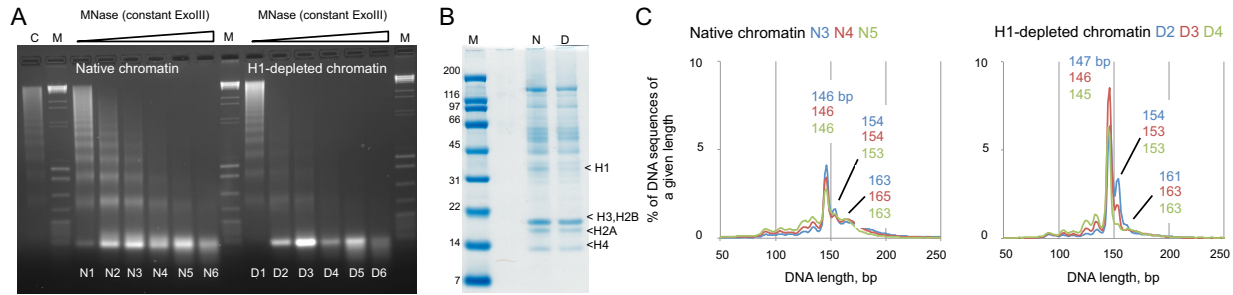 A
MNase (constant ExoIII)
MNase (constant ExoIII)
C M M M
Native chromatin
H1-depleted chromatin
N1 N2 N3 N4 N5 N6 D1 D2 D3 D4 D5 D6
B
M N D
200
116
97
66
45
31
22
14
7
< H1
< H3,H2B
<H2A
< H4
C
Native chromatin N3 N4 N5
% of DNA sequences of
a given length
10
5
0
146 bp
146
146
154
154
153
163
165
163
100 150 200 250
DNA length, bp
H1-depleted chromatin D2 D3 D4
10
5
0
147 bp
146
145
154
153
153
161
163
163
100 150 200 250
DNA length, bp